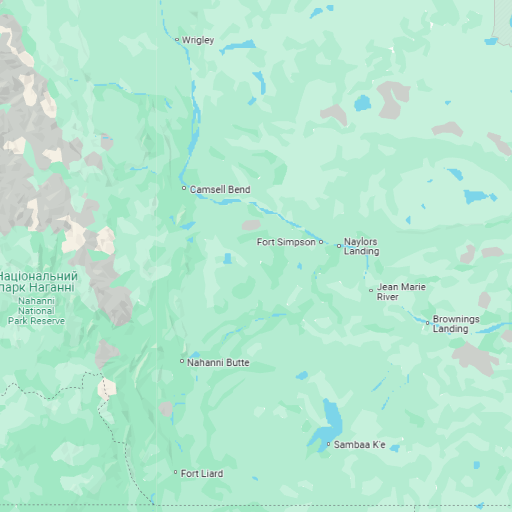 Wrigley
Camsell Bend
Fort Simpson
Naylors
Landing
Національний
парк Наганні
Nahanni
National
Park Reserve
Jean Marie
River
Brownings
Landing
Nahanni Butte
Sambaa K'e
Fort Liard